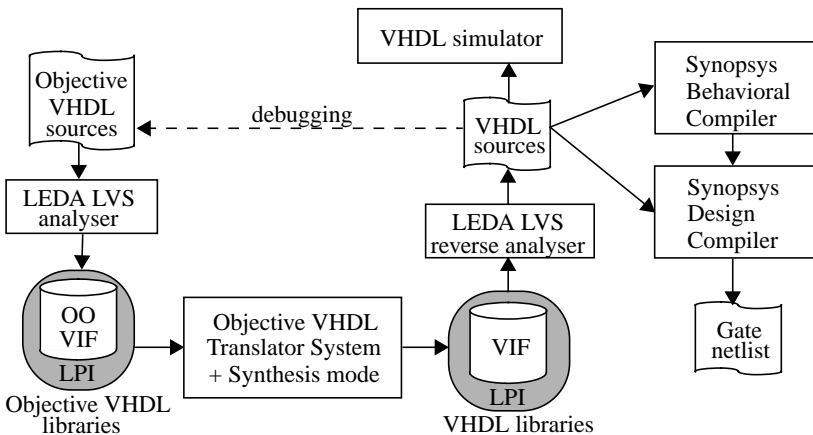 VHDL simulator
Objective
VHDL
sources
debugging
VHDL
sources
Synopsys
Behavioral
Compiler
LEDA LVS
analyser
LEDA LVS
reverse analyser
Synopsys
Design
Compiler
OO
VIF
LPI
Objective VHDL
libraries
Objective VHDL
Translator System
+ Synthesis mode
VIF
LPI
VHDL libraries
Gate
netlist